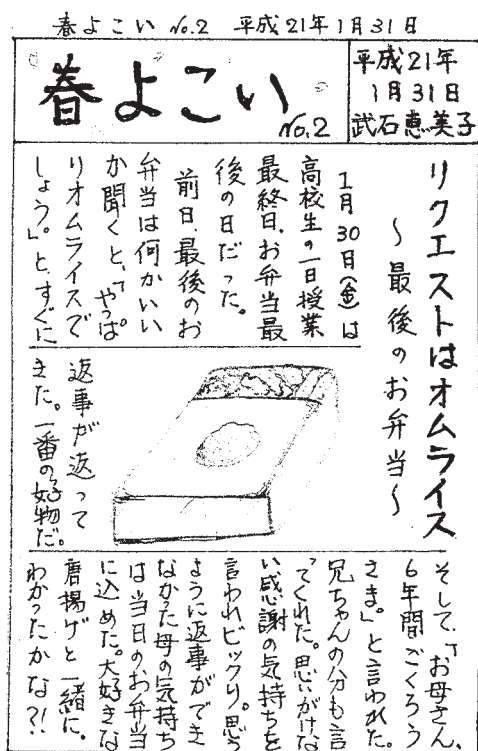 春よこい No.2 平成21年1月31日
春よこい
No.2
平成21年
1月31日
武石恵美子
リクエストはオムライス
〜最後のお弁当〜
1月30日(金)は
高校生の一日授業
最終日、お弁当最
後の日だった。
前日、最後のお
弁当は何がいい
か聞くと、「やっぱ
りオムライスで
しょう。」と、すぐに
返事が返って
きた。一番の好物だ。
そして、「お母さん、
6年間ごくろう
さま。」と言われた。
兄ちゃんの分も言
ってくれた。思いがけな
い感謝の気持ちを
言われビックリ。思う
ように返事ができ
なかった母の気持ち
は当日のお弁当
に込めた。大好きな
唐揚げと一緒に。
わかったかな?!